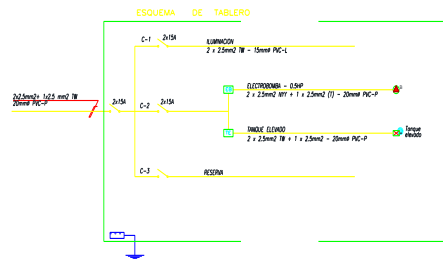 ESQUEMA DE TABLERO
C-1 2x15A ILUMINACION
2 x 2.5mm2 TW - 15mmø PVC-L
2x2.5mm2+ 1x2.5 mm2 TW
20mmø PVC-P
2x15A C-2 2x15A
ELECTROBOMBA - 0.5HP
2 x 2.5mm2 NYY + 1 x 2.5mm2 (T) - 20mmø PVC-P
TANQUE ELEVADO
2 x 2.5mm2 TW + 1 x 2.5mm2 - 20mmø PVC-P
Tanque
elevado
C-3 RESERVA